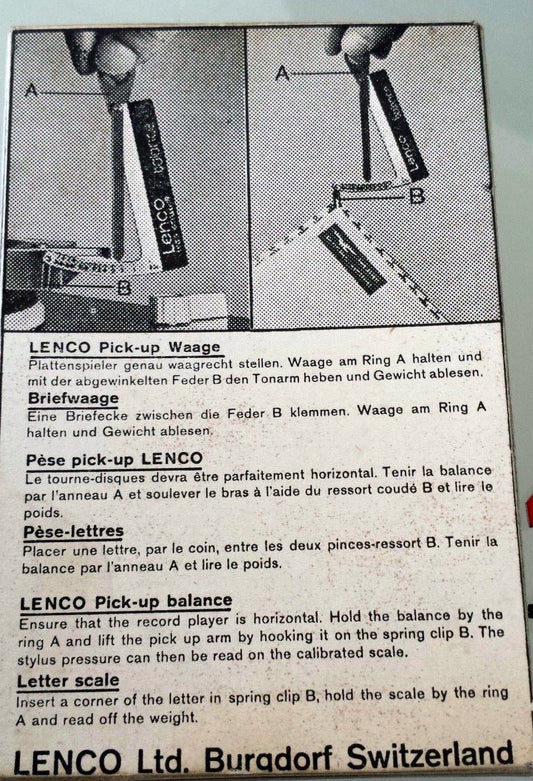 A
Lenco balance
B
A
Lenco balance
B
LENCO Pick-up Waage
Plattenspieler genau waagrecht stellen. Waage am Ring A halten und
mit der abgewinkelten Feder B den Tonarm heben und Gewicht ablesen.
Briefwaage
Eine Briefecke zwischen die Feder B klemmen. Waage am Ring A
halten und Gewicht ablesen.
Pèse pick-up LENCO
Le tourne-disques devra être parfaitement horizontal. Tenir la balance
par l'anneau A et soulever le bras à l'aide du ressort coudé B et lire le
poids.
Pèse-lettres
Placer une lettre, par le coin, entre les deux pinces-ressort B. Tenir la
balance par l'anneau A et lire le poids.
LENCO Pick-up balance
Ensure that the record player is horizontal. Hold the balance by the
ring A and lift the pick up arm by hooking it on the spring clip B. The
stylus pressure can then be read on the calibrated scale.
Letter scale
Insert a corner of the letter in spring clip B, hold the scale by the ring
A and read off the weight.
LENCO Ltd. Burgdorf Switzerland